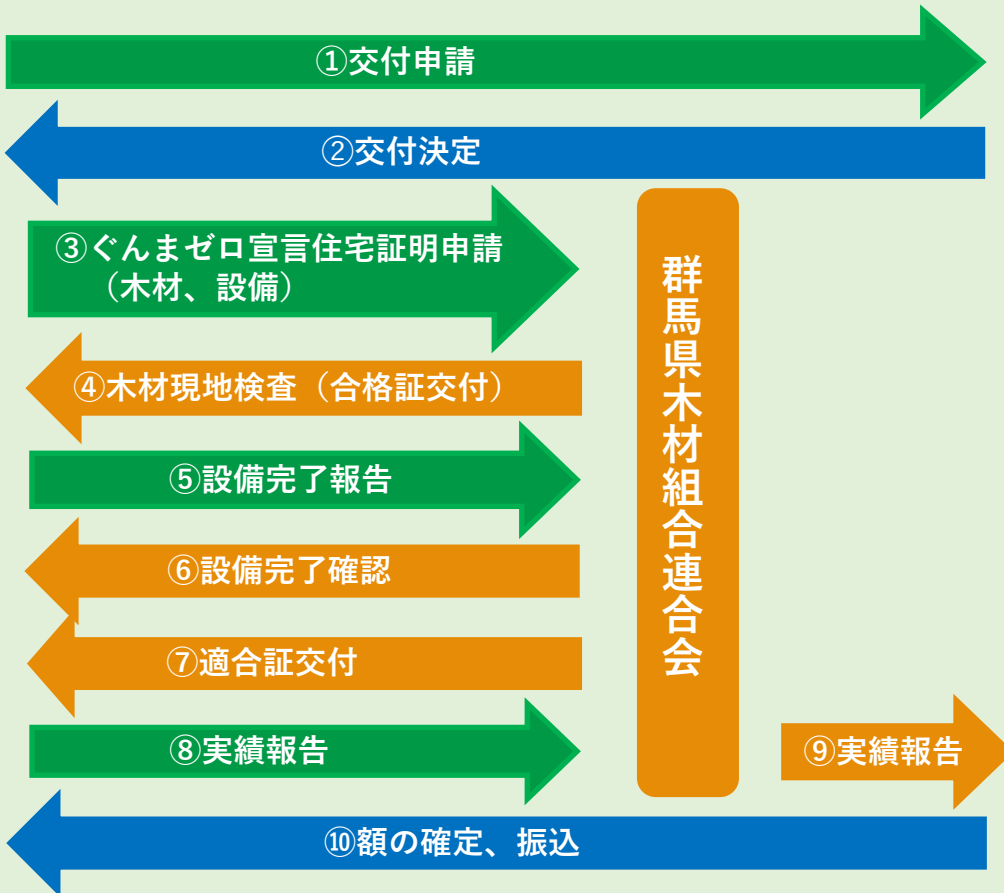 ①交付申請
②交付決定
③ぐんまゼロ宣言住宅証明申請
（木材、設備）
群馬県木材組合連合会
④木材現地検査（合格証交付）
⑤設備完了報告
⑥設備完了確認
⑦適合証交付
⑧実績報告
⑨実績報告
⑩額の確定、振込